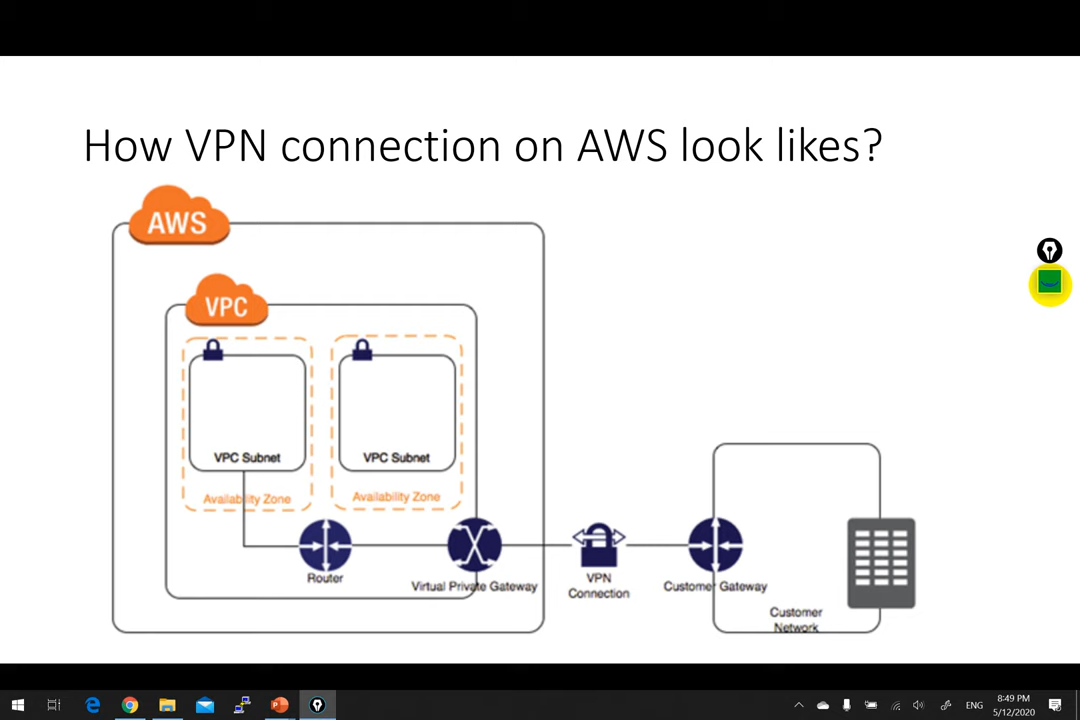 How VPN connection on AWS look likes?
AWS
VPC
VPC Subnet
VPC Subnet
Availability Zone
Availability Zone
Router
Virtual Private Gateway
VPN
Connection
Customer Gateway
Customer
Network
ENG
8:49 PM
5/12/2020